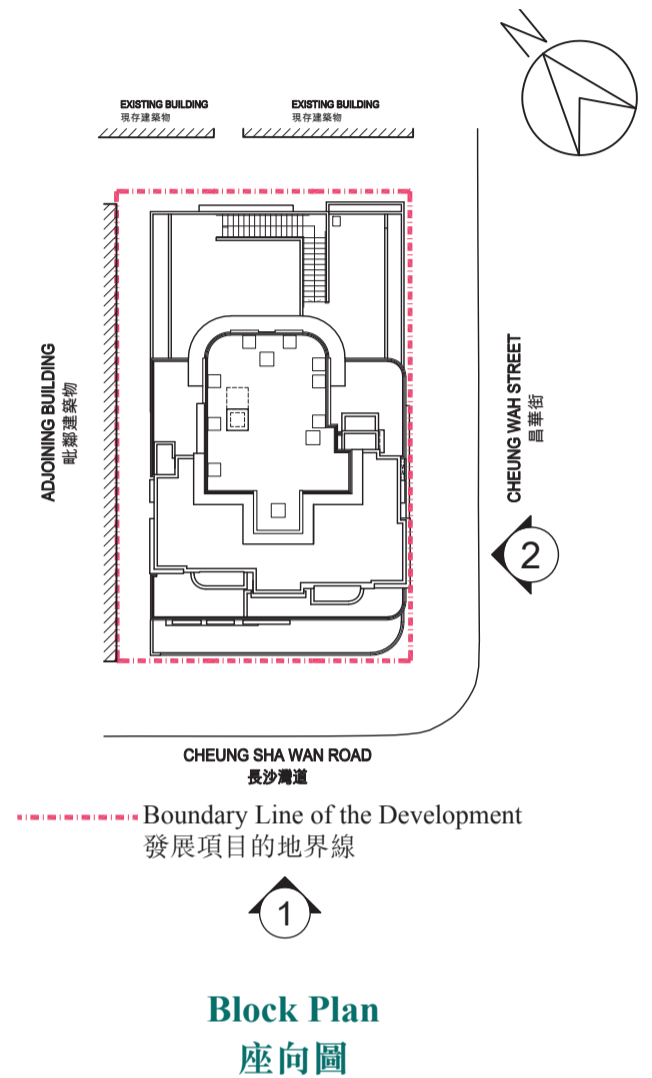 N
EXISTING BUILDING
現存建築物
EXISTING BUILDING
現存建築物
ADJOINING BUILDING
毗鄰建築物
CHEUNG WAH STREET
昌華街
2
CHEUNG SHA WAN ROAD
長沙灣道
Boundary Line of the Development
發展項目的地界線
1
Block Plan
座向圖